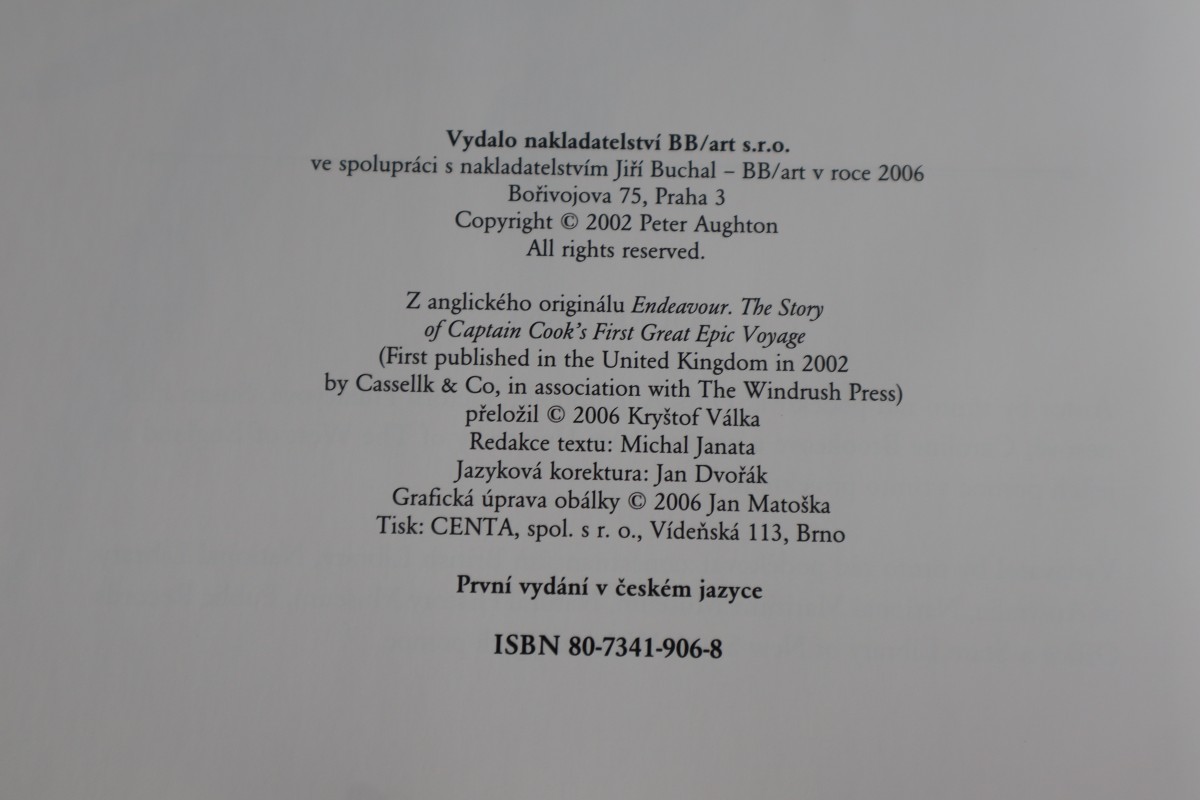 Vydalo nakladatelství BB/art s.r.o.
ve spolupráci s nakladatelstvím Jiří Buchal – BB/art v roce 2006
Bořivojova 75, Praha 3
Copyright © 2002 Peter Aughton
All rights reserved.
Z anglického originálu Endeavour. The Story
of Captain Cook's First Great Epic Voyage
(First published in the United Kingdom in 2002
by Cassellk & Co, in association with The Windrush Press)
přeložil © 2006 Kryštof Válka
Redakce textu: Michal Janata
Jazyková korektura: Jan Dvořák
Grafická úprava obálky © 2006 Jan Matoška
Tisk: CENTA, spol. s r. o., Vídeňská 113, Brno
První vydání v českém jazyce
ISBN 80-7341-906-8